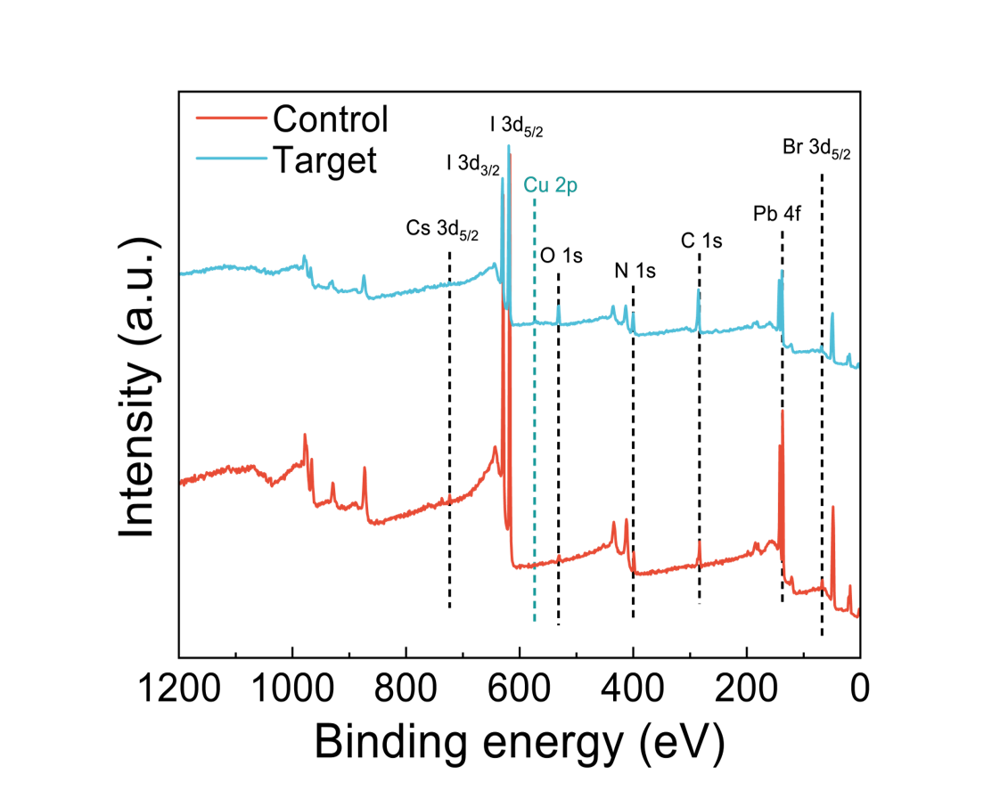 Control
Target
I 3d5/2
I 3d3/2
Cu 2p
Cs 3d5/2
O 1s
N 1s
C 1s
Pb 4f
Br 3d5/2
Intensity (a.u.)
1200 1000 800 600 400 200 0
Binding energy (eV)